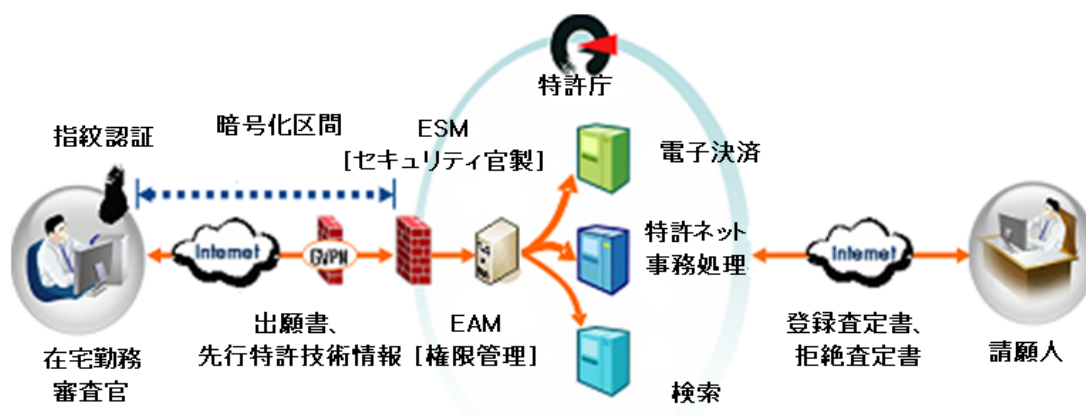 特許庁
指紋認証
暗号化区間
ESM
[セキュリティ官製]
電子決済
Internet
特許ネット
事務処理
Internet
出願書、
先行特許技術情報
EAM
[権限管理]
登録査定書、
拒絶査定書
在宅勤務
審査官
検索
請願人